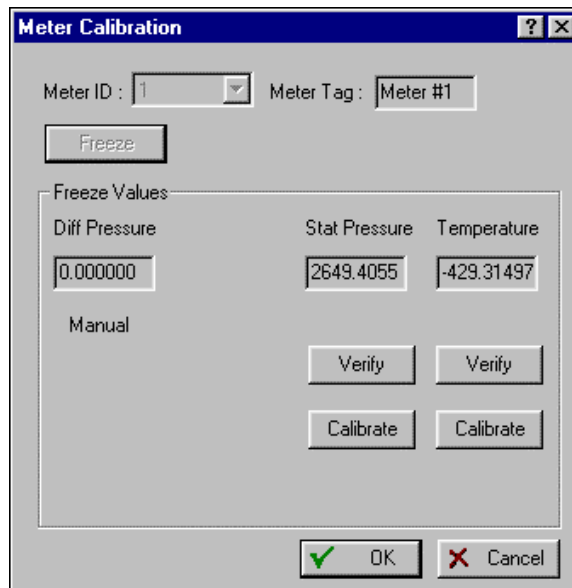 Meter Calibration
Meter ID : 1 Meter Tag : Meter #1
Freeze
Freeze Values
Diff Pressure Stat Pressure Temperature
0.000000 2649.4055 -429.31497
Manual
Verify Verify
Calibrate Calibrate
OK Cancel